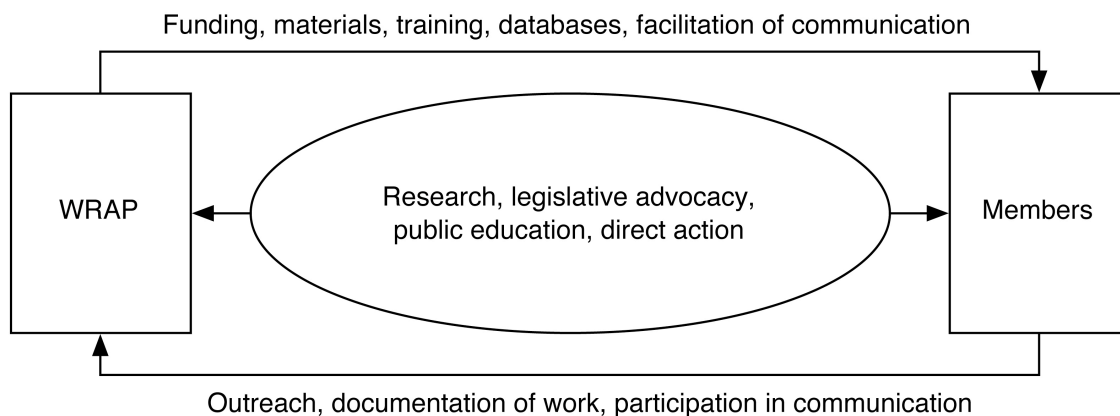 Funding, materials, training, databases, facilitation of communication
WRAP
Research, legislative advocacy,
public education, direct action
Members
Outreach, documentation of work, participation in communication